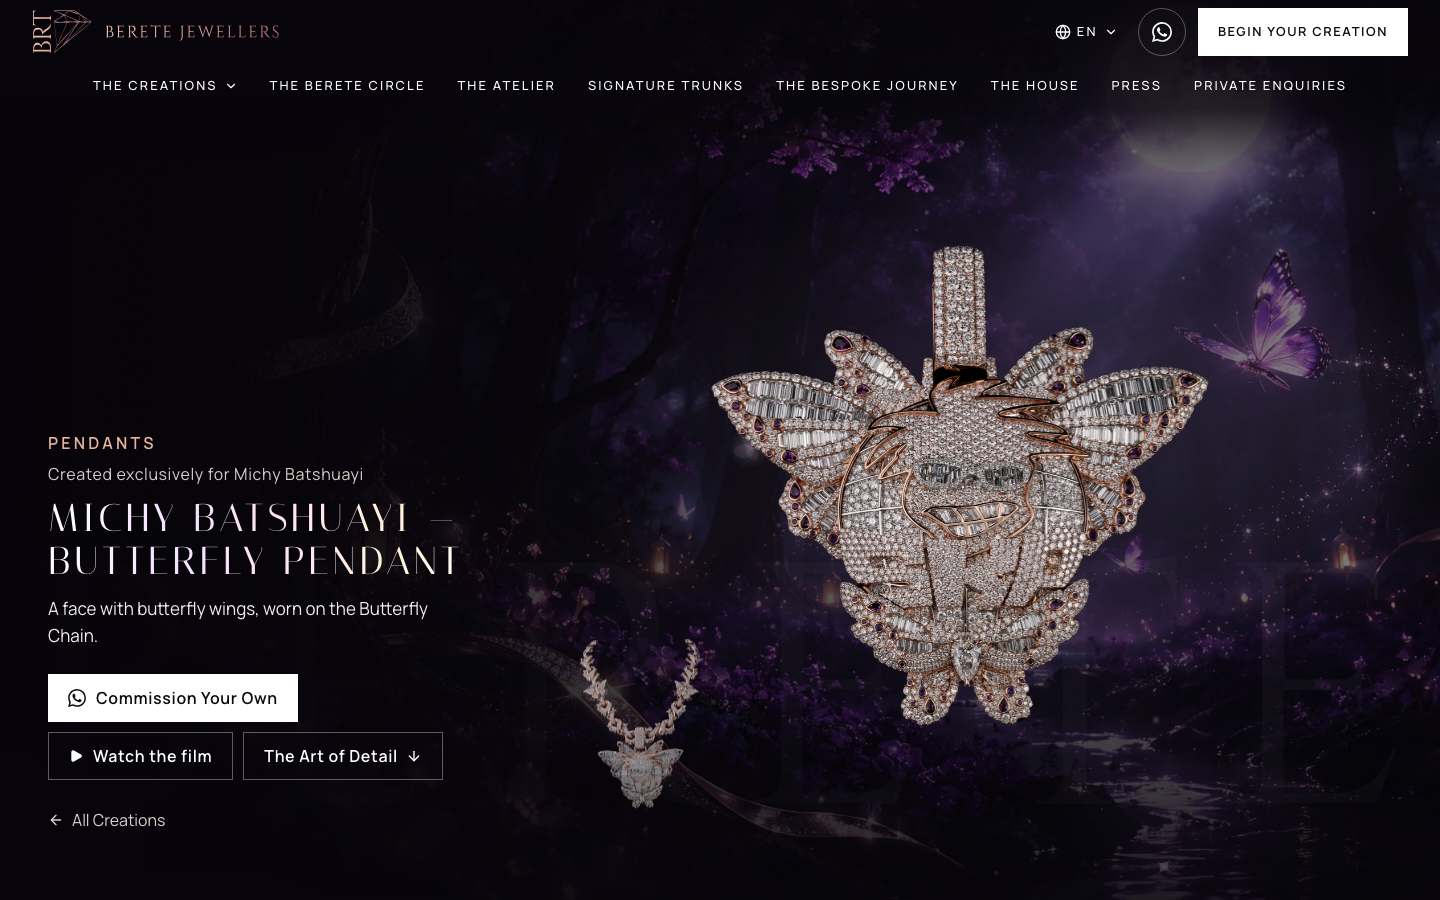 BRT
BERETE JEWELLERS
EN
BEGIN YOUR CREATION
THE CREATIONS
THE BERETE CIRCLE
THE ATELIER
SIGNATURE TRUNKS
THE BESPOKE JOURNEY
THE HOUSE
PRESS
PRIVATE ENQUIRIES
PENDANTS
Created exclusively for Michy Batshuayi
MICHY BATSHUAYI –
BUTTERFLY PENDANT
A face with butterfly wings, worn on the Butterfly
Chain.
Commission Your Own
Watch the film
The Art of Detail
All Creations